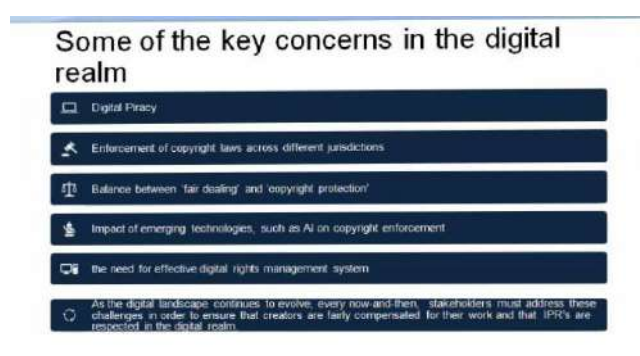 Some of the key concerns in the digital
realm
Digital Piracy
Enforcement of copyright laws across different jurisdictions
Balance between 'fair dealing' and 'copyright protection'
Impact of emerging technologies, such as AI on copyright enforcement
the need for effective digital rights management system
As the digital landscape continues to evolve, every now-and-then, stakeholders must address these
challenges in order to ensure that creators are fairly compensated for their work and that IPR's are
respected in the digital realm.